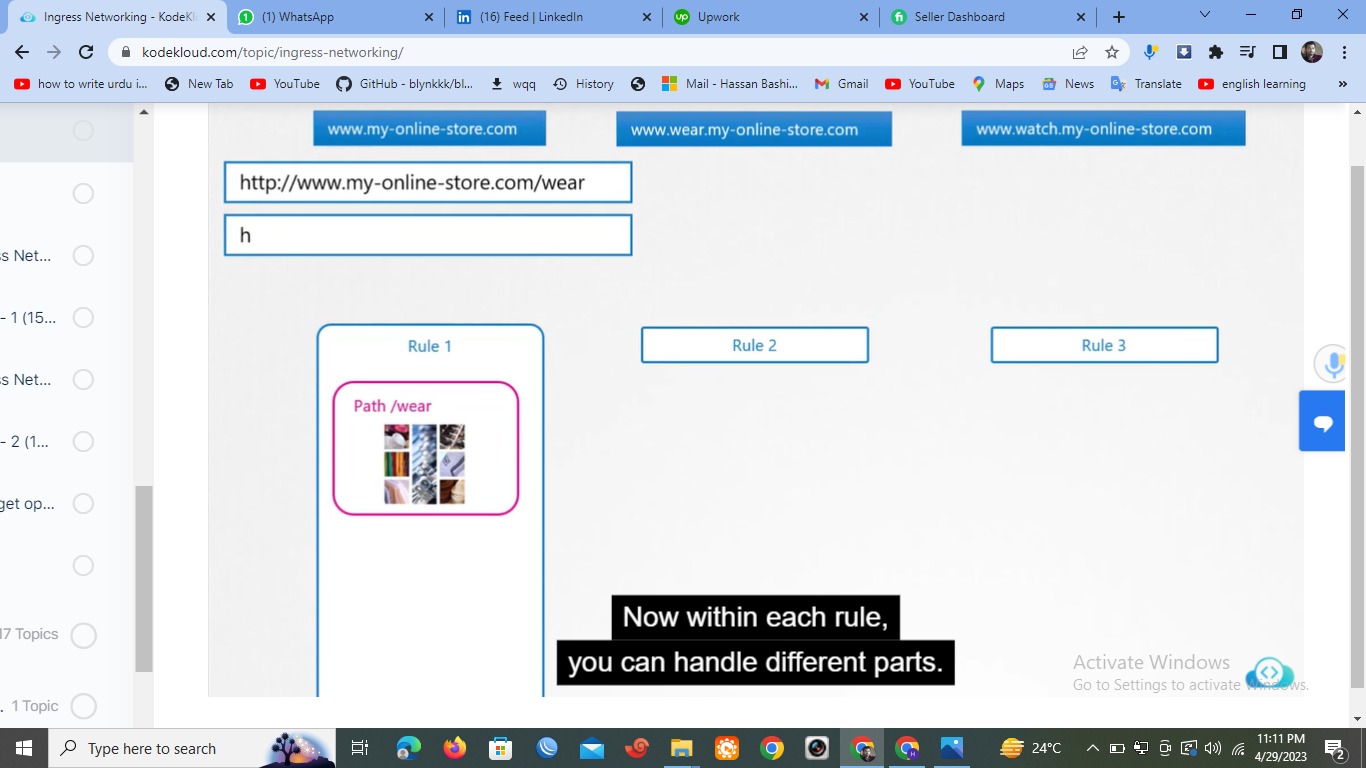 Ingress Networking - KodeKl
(1) WhatsApp
(16) Feed | LinkedIn
Upwork
Seller Dashboard
kodekloud.com/topic/ingress-networking/
how to write urdu i...
New Tab
YouTube
GitHub - blynkkk/bl...
wqq
History
Mail - Hassan Bashi...
Gmail
YouTube
Maps
News
Translate
english learning
»
www.my-online-store.com
www.wear.my-online-store.com
www.watch.my-online-store.com
http://www.my-online-store.com/wear
h
s Net...
- 1 (15...
s Net...
- 2 (1...
get op...
17 Topics
. 1 Topic
Rule 1
Rule 2
Rule 3
Path /wear
Now within each rule,
you can handle different parts.
Activate Windows
Go to Settings to activate Windows.
Type here to search
24°C
11:11 PM
4/29/2023
2